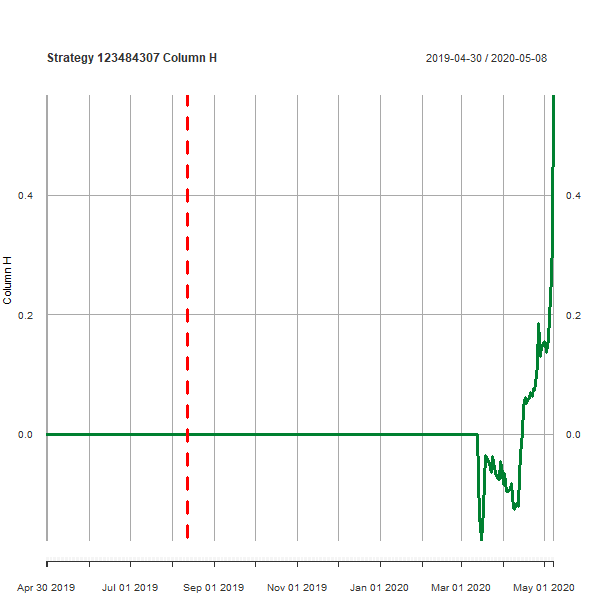 Strategy 123484307 Column H
2019-04-30 / 2020-05-08
0.4
0.4
Column H
0.2
0.2
0.0
0.0
Apr 30 2019
Jul 01 2019
Sep 01 2019
Nov 01 2019
Jan 01 2020
Mar 01 2020
May 01 2020